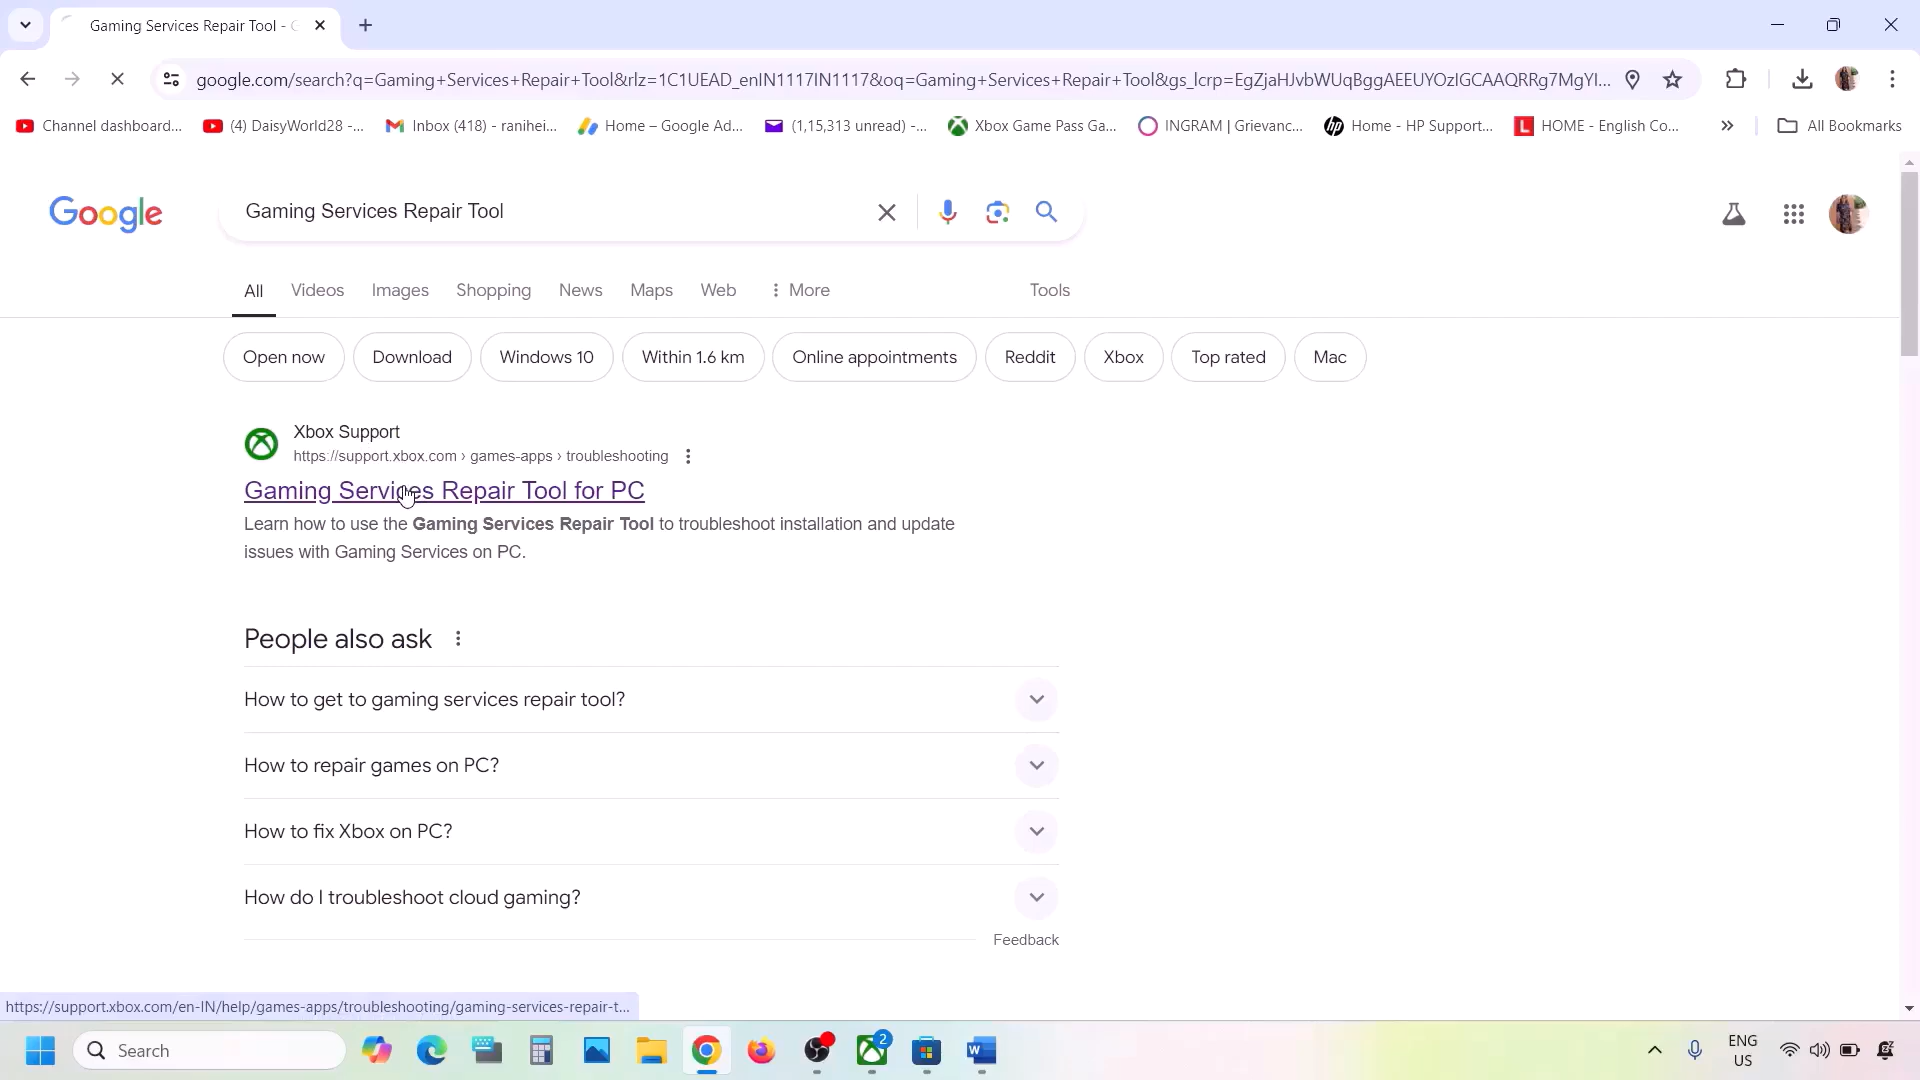 Gaming Services Repair Tool - G
google.com/search?q=Gaming+Services+Repair+Tool&rlz=1C1UEAD_enIN1117IN1117&oq=Gaming+Services+Repair+Tool&gs_lcrp=EgZjaHJvbWUqBggAEEUYOzIGCAAQRRg7MgYI...
Channel dashboard...
(4) DaisyWorld28 -...
Inbox (418) - ranihei...
Home – Google Ad...
(1,15,313 unread) -...
Xbox Game Pass Ga...
INGRAM | Grievanc...
Home - HP Support...
HOME - English Co...
All Bookmarks
Google
Gaming Services Repair Tool
All
Videos
Images
Shopping
News
Maps
Web
More
Tools
Open now
Download
Windows 10
Within 1.6 km
Online appointments
Reddit
Xbox
Top rated
Mac
Xbox Support
https://support.xbox.com › games-apps › troubleshooting
Gaming Services Repair Tool for PC
Learn how to use the Gaming Services Repair Tool to troubleshoot installation and update
issues with Gaming Services on PC.
People also ask
How to get to gaming services repair tool?
How to repair games on PC?
How to fix Xbox on PC?
How do I troubleshoot cloud gaming?
Feedback
https://support.xbox.com/en-IN/help/games-apps/troubleshooting/gaming-services-repair-t...
Search
2
ENG
US